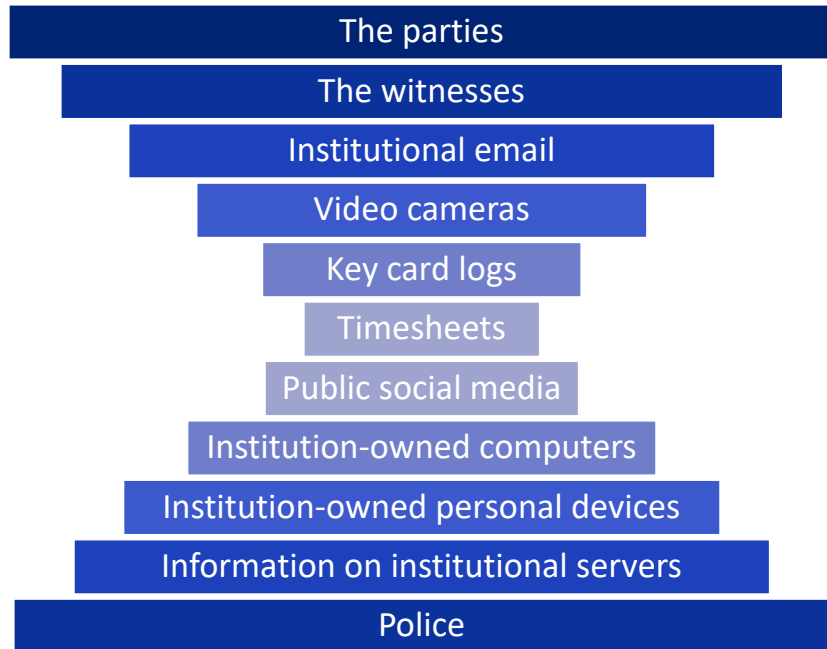 The parties
The witnesses
Institutional email
Video cameras
Key card logs
Timesheets
Public social media
Institution-owned computers
Institution-owned personal devices
Information on institutional servers
Police